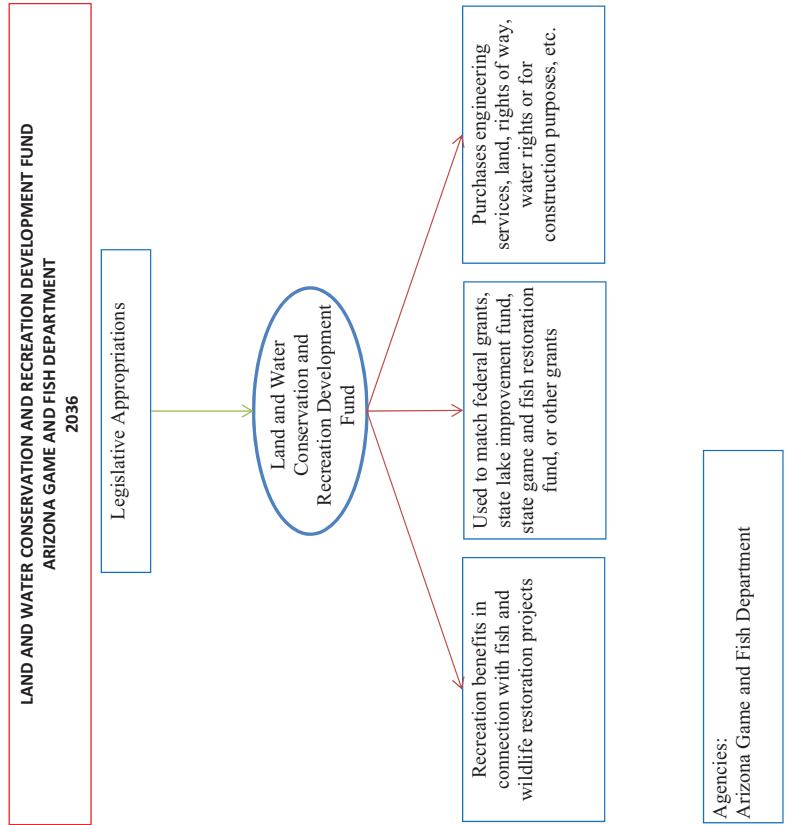 LAND AND WATER CONSERVATION AND RECREATION DEVELOPMENT FUND
ARIZONA GAME AND FISH DEPARTMENT
2036
Legislative Appropriations
Land and Water
Conservation and
Recreation Development
Fund
Recreation benefits in
connection with fish and
wildlife restoration projects
Used to match federal grants,
state lake improvement fund,
state game and fish restoration
fund, or other grants
Purchases engineering
services, land, rights of way,
water rights or for
construction purposes, etc.
Agencies:
Arizona Game and Fish Department